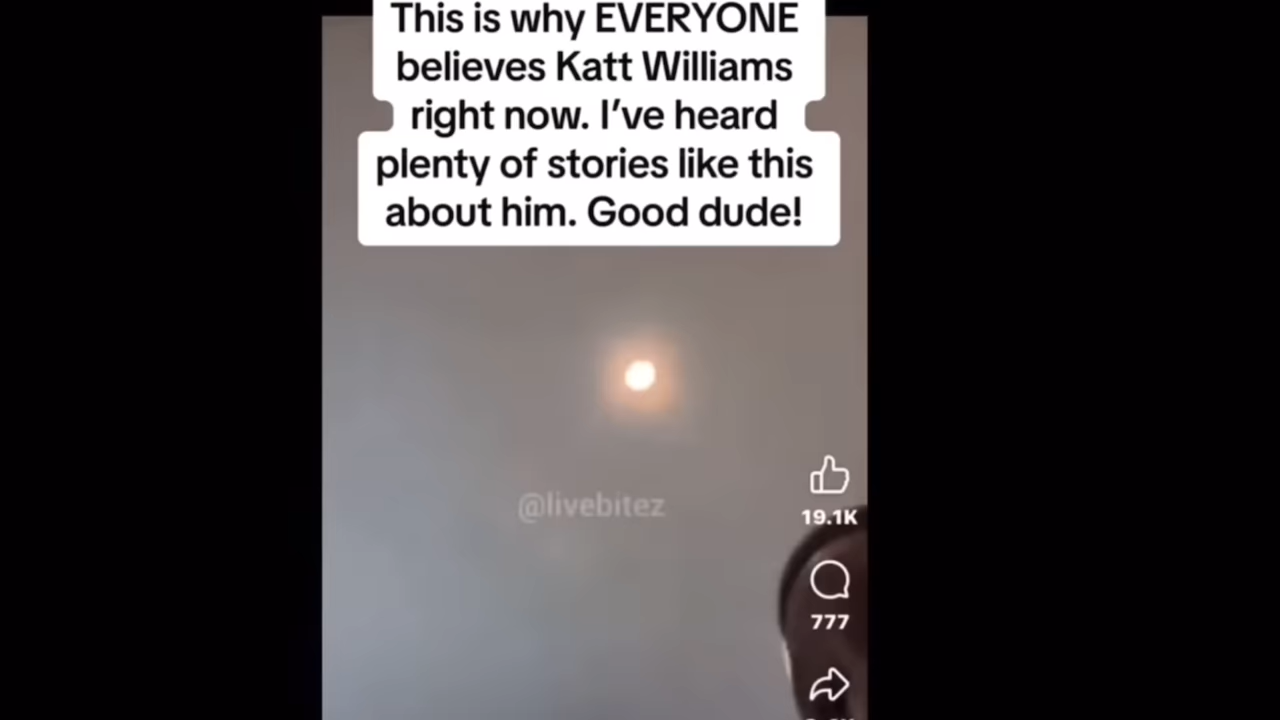 This is why EVERYONE
believes Katt Williams
right now. I’ve heard
plenty of stories like this
about him. Good dude!
@livebitez
19.1K
777